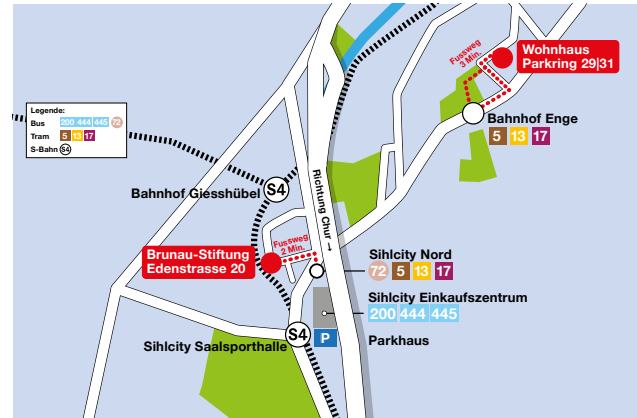 Wohnhaus
Parkring 29|31
Fussweg
3 Min.
Legende:
Bus 200 444 445 72
Tram 5 13 17
S-Bahn S4
Bahnhof Enge
5 13 17
Bahnhof Giesshübel S4
Richtung Chur →
Brunau-Stiftung
Edenstrasse 20
Fussweg
2 Min.
Sihlcity Nord
72 5 13 17
Sihlcity Einkaufszentrum
200 444 445
Sihlcity Saalsporthalle S4
P Parkhaus